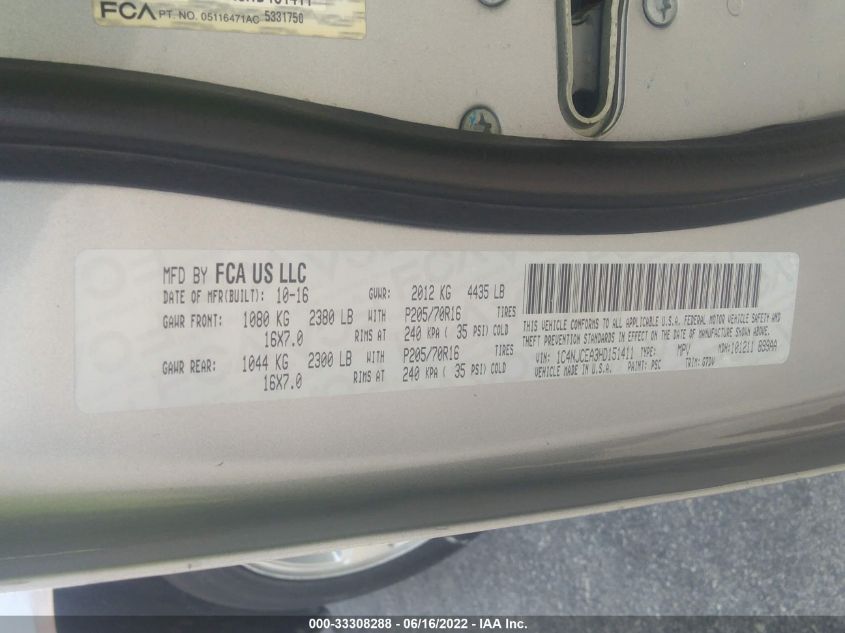 FCA PT. NO. 05116471AC 5331750
MFD BY FCA US LLC
DATE OF MFR(BUILT): 10-16 GVWR: 2012 KG 4435 LB
GAWR FRONT: 1080 KG 2380 LB WITH P205/70R16 TIRES
16X7.0 RIMS AT 240 KPA ( 35 PSI) COLD
GAWR REAR: 1044 KG 2300 LB WITH P205/70R16 TIRES
16X7.0 RIMS AT 240 KPA ( 35 PSI) COLD
THIS VEHICLE CONFORMS TO ALL APPLICABLE U.S.A. FEDERAL MOTOR VEHICLE SAFETY AND
THEFT PREVENTION STANDARDS IN EFFECT ON THE DATE OF MANUFACTURE SHOWN ABOVE.
VIN: 1C4NJCEA3HD151411 TYPE: MPV MDH:101211
VEHICLE MADE IN U.S.A. PAINT: PSC TRIM:
000-33308288 - 06/16/2022 - IAA Inc.